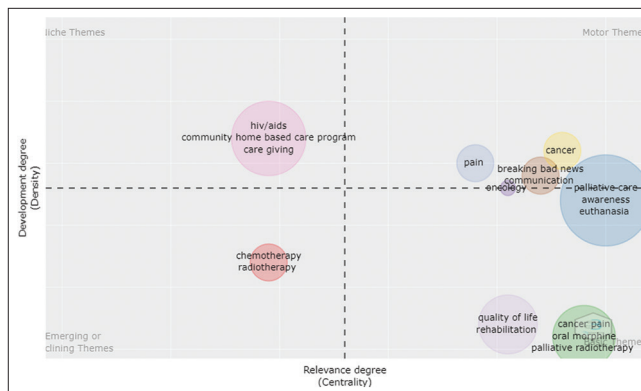 liche Themes
Motor Theme
hiv/aids
community home based care program
care giving
cancer
pain
breaking bad news
communication
oncology
palliative care
awareness
euthanasia
chemotherapy
radiotherapy
quality of life
rehabilitation
cancer pain
oral morphine
palliative radiotherapy
Theme
Emerging or
clining Themes
Development degree
(Density)
Relevance degree
(Centrality)